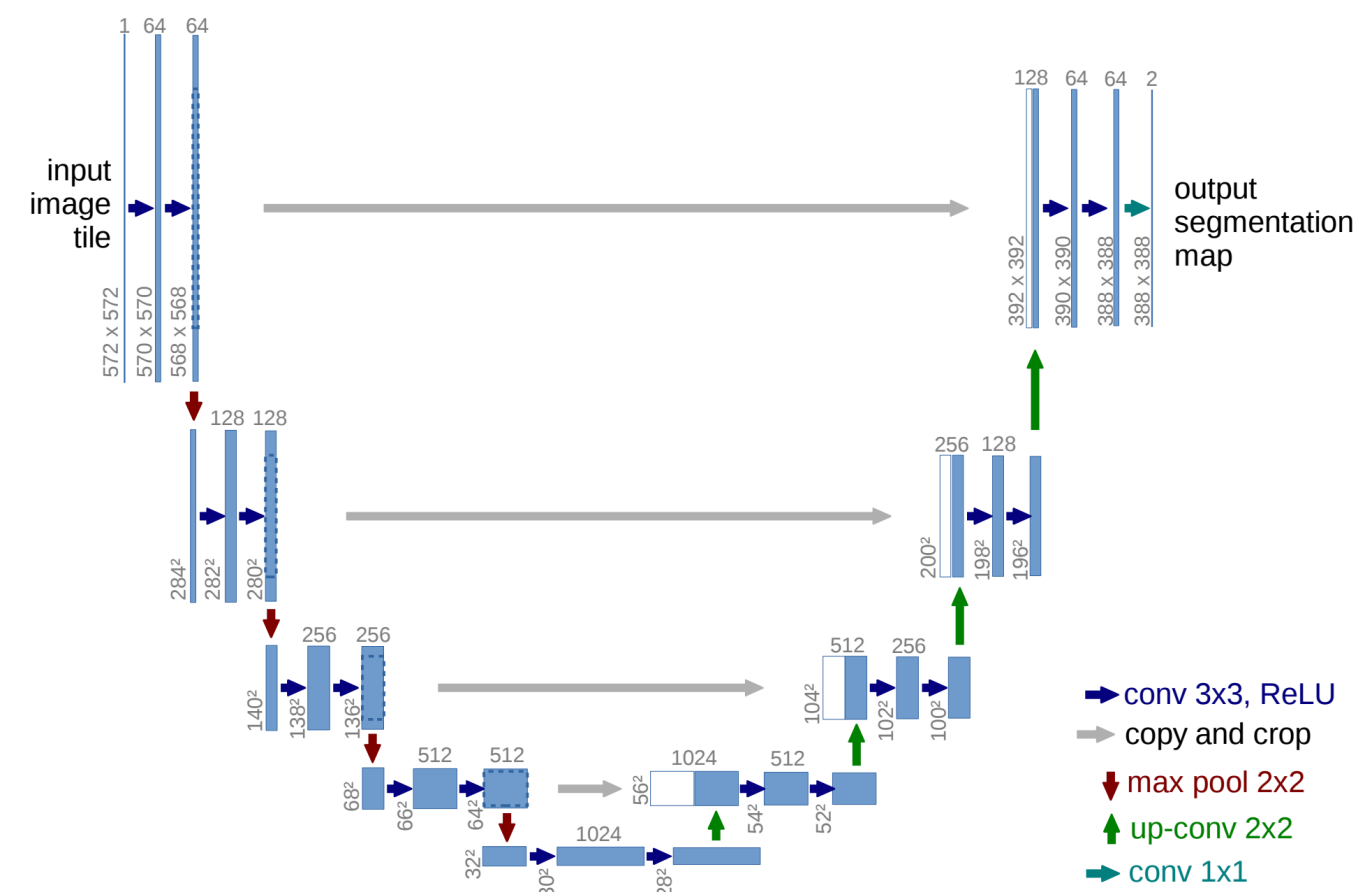 1 64 64
input
image
tile
572 x 572
570 x 570
568 x 568
128 64 64 2
output
segmentation
map
392 x 392
390 x 390
388 x 388
388 x 388
128 128
284²
282²
280²
256 128
200²
198²
196²
256 256
140²
138²
136²
512 256
104²
102²
100²
512 512
68²
66²
64²
1024 512
56²
54²
52²
1024
32²
conv 3x3, ReLU
copy and crop
max pool 2x2
up-conv 2x2
conv 1x1